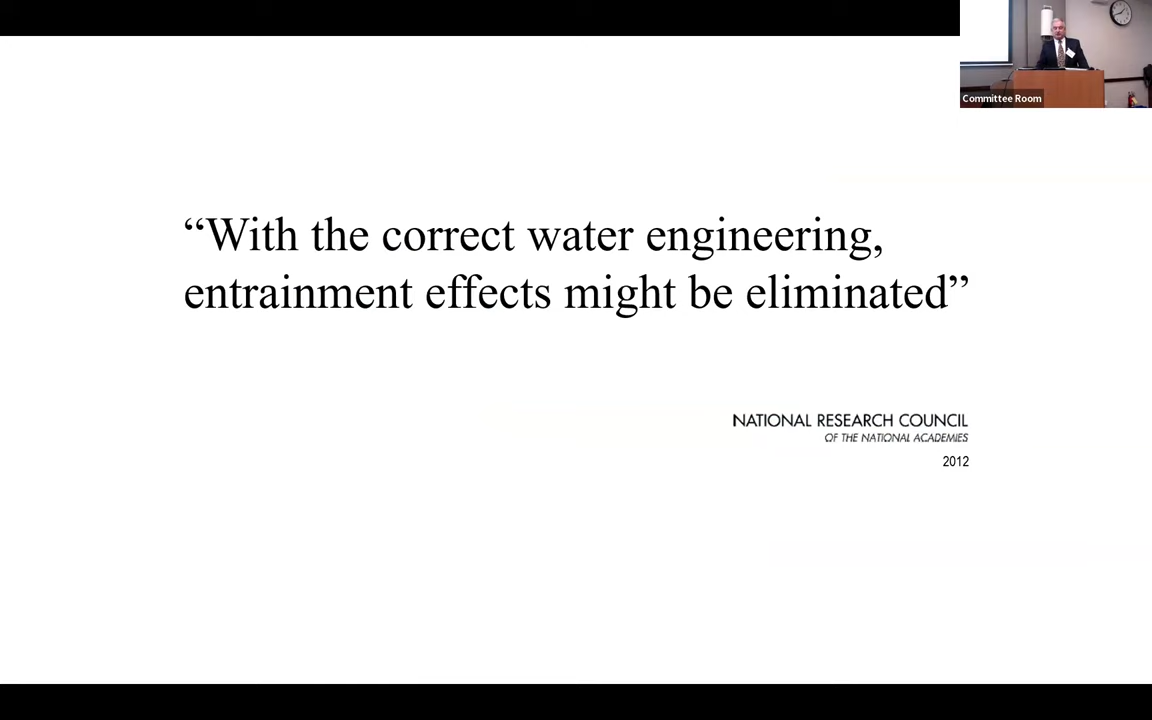 Committee Room
“With the correct water engineering,
entrainment effects might be eliminated”
NATIONAL RESEARCH COUNCIL
OF THE NATIONAL ACADEMIES
2012